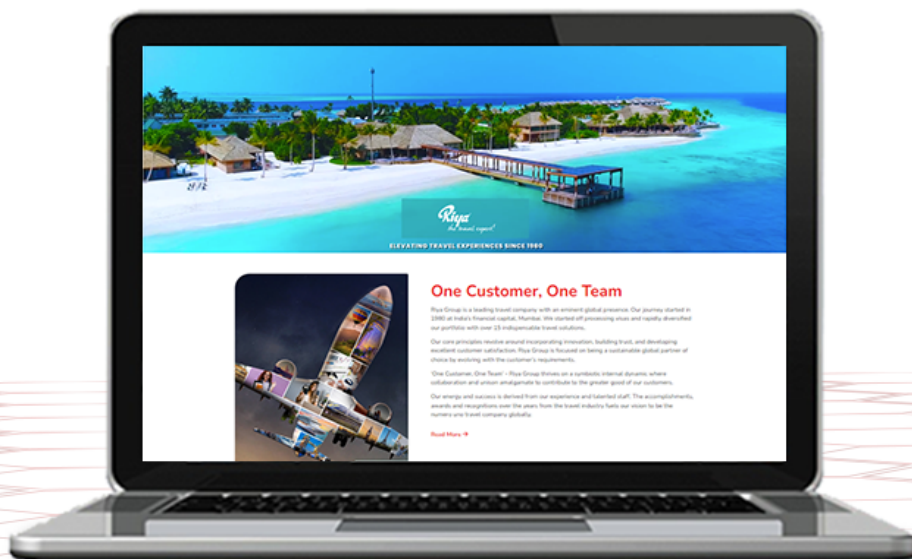 Riya
the travel expert!
ELEVATING TRAVEL EXPERIENCES SINCE 1980
One Customer, One Team
Riya Group is a leading travel company with an eminent global presence. Our journey started in
1980 at India's financial capital, Mumbai. We started off processing visas and rapidly diversified
our portfolio with over 15 indispensable travel solutions.
Our core principles revolve around incorporating innovation, building trust, and developing
excellent customer satisfaction. Riya Group is focused on being a sustainable global partner of
choice by evolving with the customer's requirements.
'One Customer, One Team' – Riya Group thrives on a symbiotic internal dynamic where
collaboration and unison amalgamate to contribute to the greater good of our customers.
Our energy and success is derived from our experience and talented staff. The accomplishments,
awards and recognitions over the years from the travel industry fuels our vision to be the
numero uno travel company globally.
Read More →